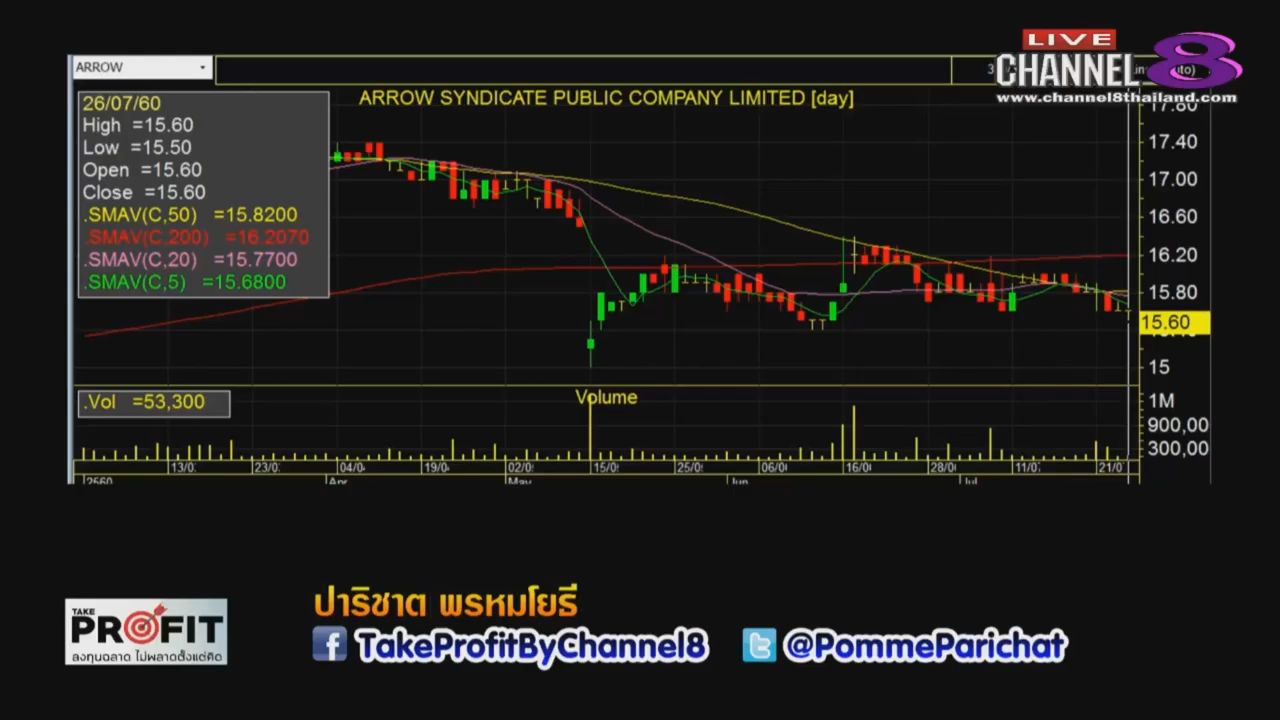 LIVE
CHANNEL 8
www.channel8thailand.com
ARROW
ARROW SYNDICATE PUBLIC COMPANY LIMITED [day]
26/07/60
High =15.60
Low =15.50
Open =15.60
Close =15.60
.SMAV(C,50) =15.8200
.SMAV(C,200) =16.2070
.SMAV(C,20) =15.7700
.SMAV(C,5) =15.6800
17.80
17.40
17.00
16.60
16.20
15.80
15.60
15
.Vol =53,300
Volume
1M
900,00
300,00
13/0 23/0 04/0 19/0 02/0 15/0 25/0 06/0 16/0 28/0 11/0 21/0
2560 Apr May Jun Jul
TAKE
PROFIT
ลงทุนฉลาด ไม่พลาดตั้งแต่คิด
ปาริชาต พรหมโยธี
TakeProfitByChannel8
@PommeParichat